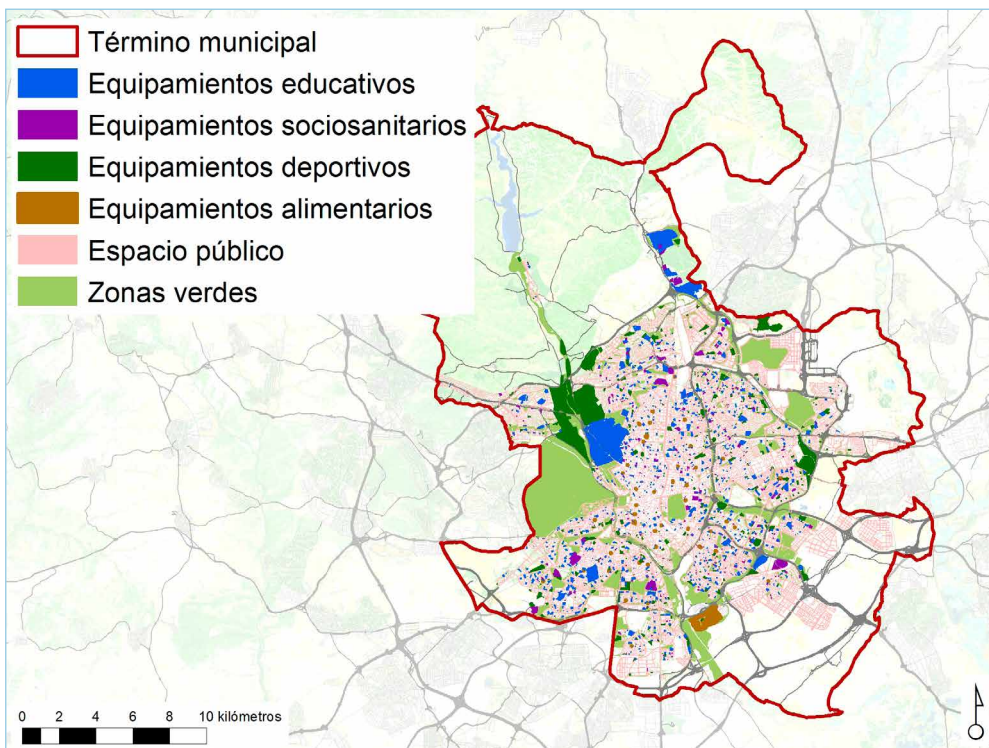 Término municipal
Equipamientos educativos
Equipamientos sociosanitarios
Equipamientos deportivos
Equipamientos alimentarios
Espacio público
Zonas verdes
0 2 4 6 8 10 kilómetros